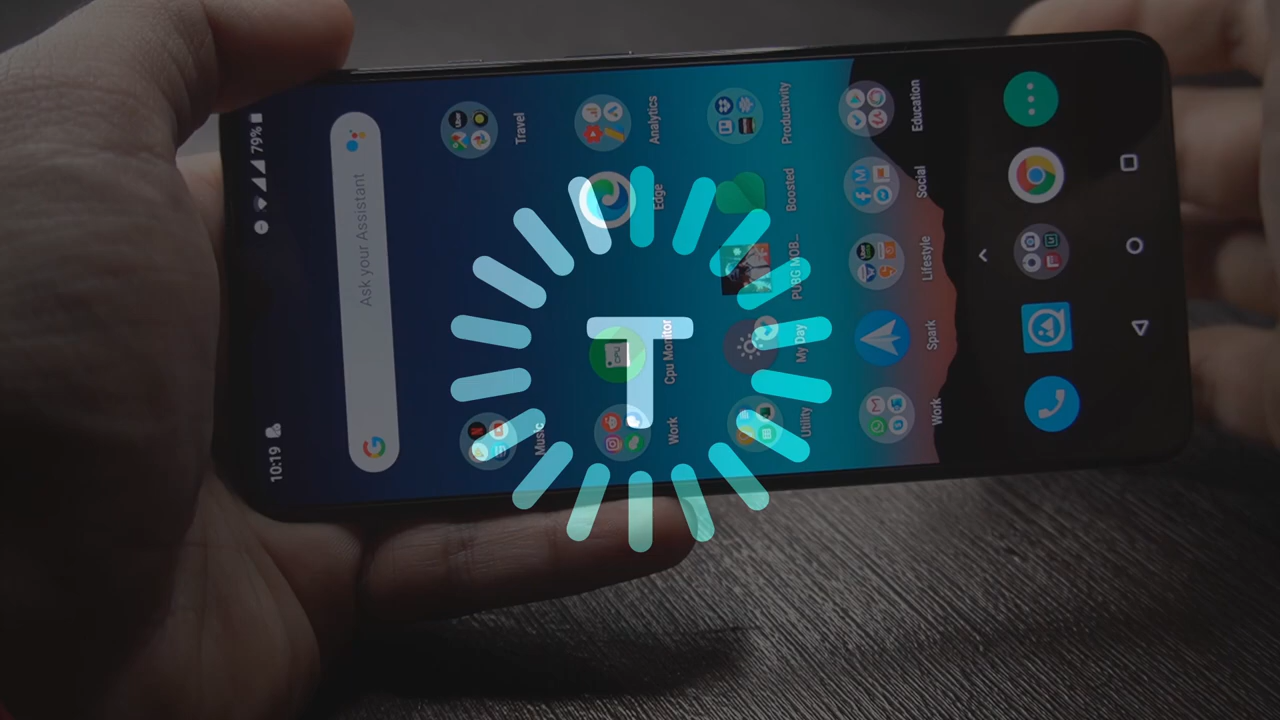 10:19
79%
Ask your Assistant
Music
Travel
Work
Cpu Monitor
Edge
Analytics
Utility
My Day
PUBG MOB...
Boosted
Productivity
Work
Spark
Lifestyle
Social
Education
T